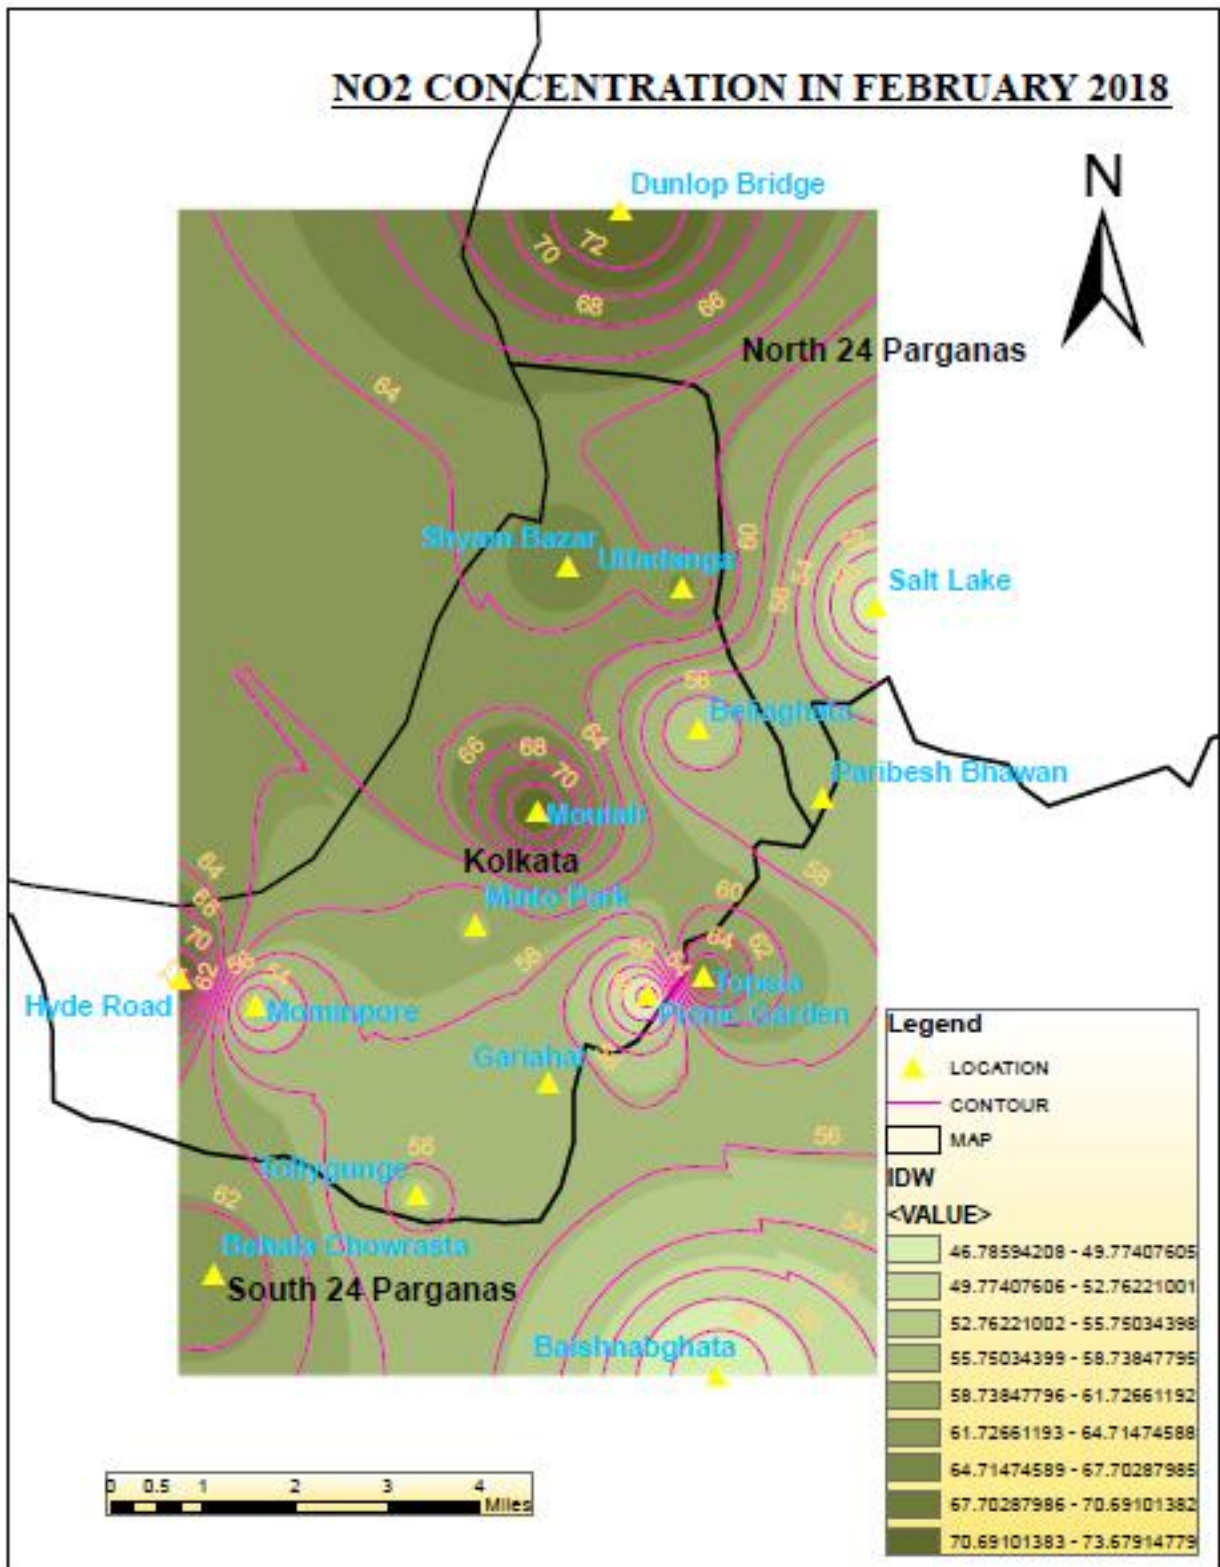 NO2 CONCENTRATION IN FEBRUARY 2018
N
Dunlop Bridge
72
70
68
66
North 24 Parganas
64
Shyam Bazar
Ultadanga
60
54
58
Salt Lake
58
Beliaghata
64
66
68
70
Paribesh Bhawan
Moulali
Kolkata
64
58
60
Minto Park
66
70
64
62
58
62
54
Hyde Road
Mominpore
Topsia
Picnic Garden
Gariahat
56
56
Tollygunge
62
54
Behala Chowrasta
South 24 Parganas
Baishnabghata
Legend
LOCATION
CONTOUR
MAP
IDW
<VALUE>
46.78594208 - 49.77407605
49.77407606 - 52.76221001
52.76221002 - 55.75034398
55.75034399 - 58.73847795
58.73847796 - 61.72661192
61.72661193 - 64.71474588
64.71474589 - 67.70287985
67.70287986 - 70.69101382
70.69101383 - 73.67914779
0 0.5 1 2 3 4
Miles